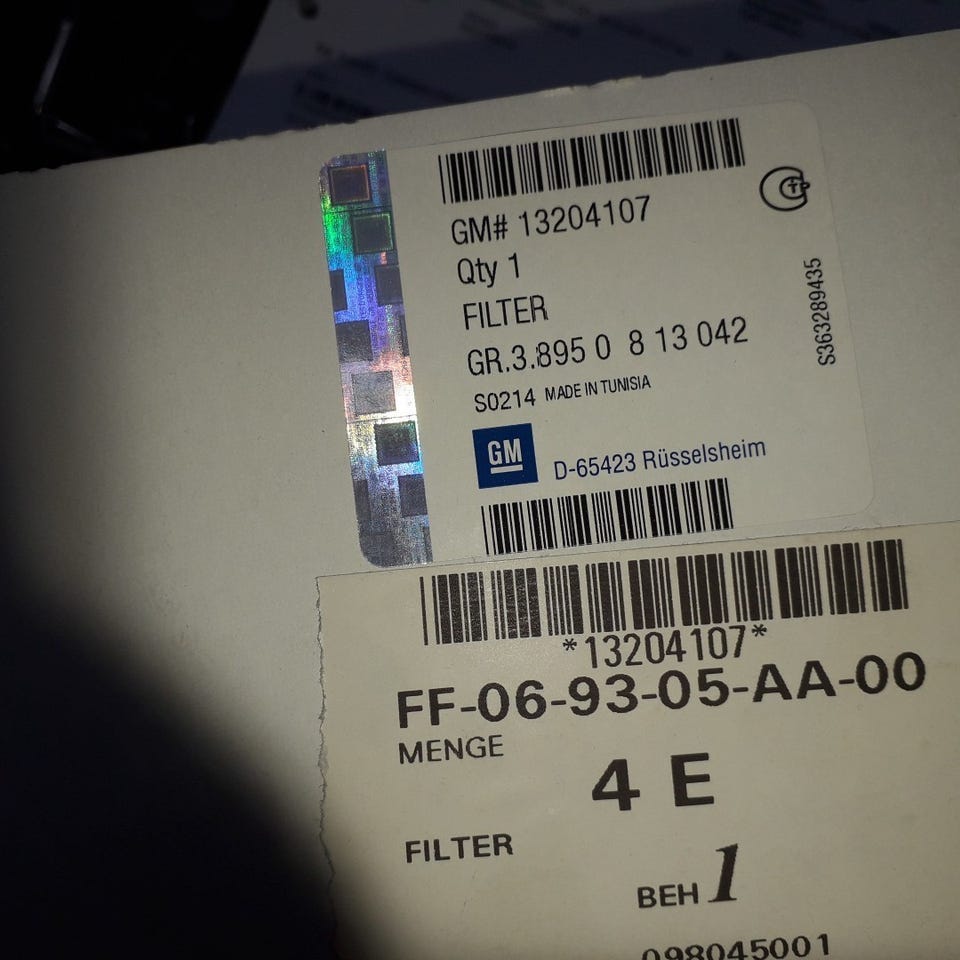 GM# 13204107
Qty 1
FILTER
GR.3.895 0 8 13 042
S0214 MADE IN TUNISIA
GM
D-65423 Rüsselsheim
S363289435
*13204107*
FF-06-93-05-AA-00
MENGE
4 E
FILTER
BEH 1
098045001